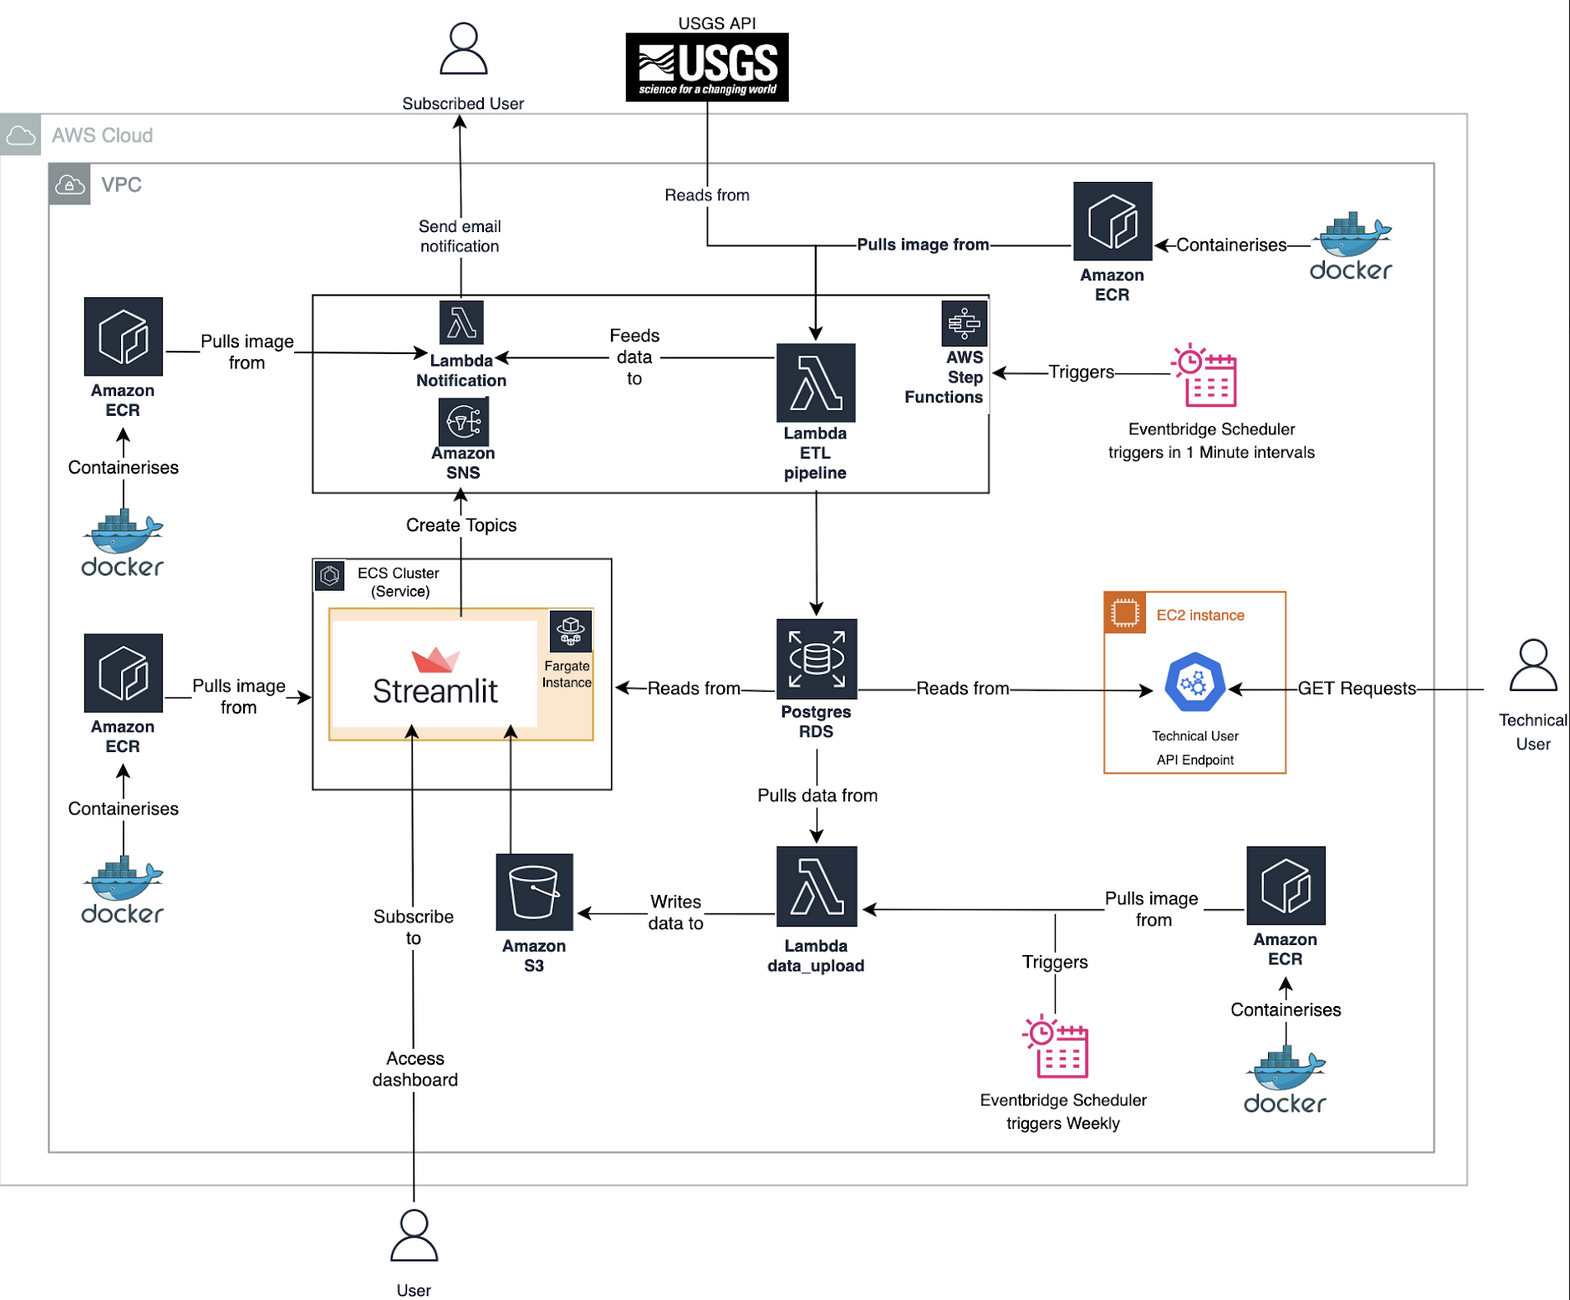 USGS API
USGS
science for a changing world
Subscribed User
AWS Cloud
VPC
Reads from
Send email
notification
Pulls image from
Containerises
docker
Amazon
ECR
Pulls image
from
Amazon
ECR
Lambda
Notification
Feeds
data
to
AWS
Step
Functions
Triggers
Eventbridge Scheduler
triggers in 1 Minute intervals
Lambda
ETL
pipeline
Amazon
SNS
Containerises
docker
Create Topics
ECS Cluster
(Service)
Fargate
Instance
Streamlit
Pulls image
from
Amazon
ECR
Reads from
Postgres
RDS
Reads from
EC2 instance
Technical User
API Endpoint
GET Requests
Technical
User
Containerises
docker
Pulls data from
Subscribe
to
Amazon
S3
Writes
data to
Lambda
data_upload
Pulls image
from
Amazon
ECR
Triggers
Containerises
docker
Eventbridge Scheduler
triggers Weekly
Access
dashboard
User